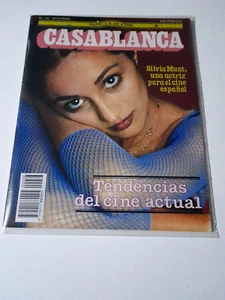 CASABLANCA
Silvia Munt,
una actriz
para el cine
español
Tendencias
del cine actual